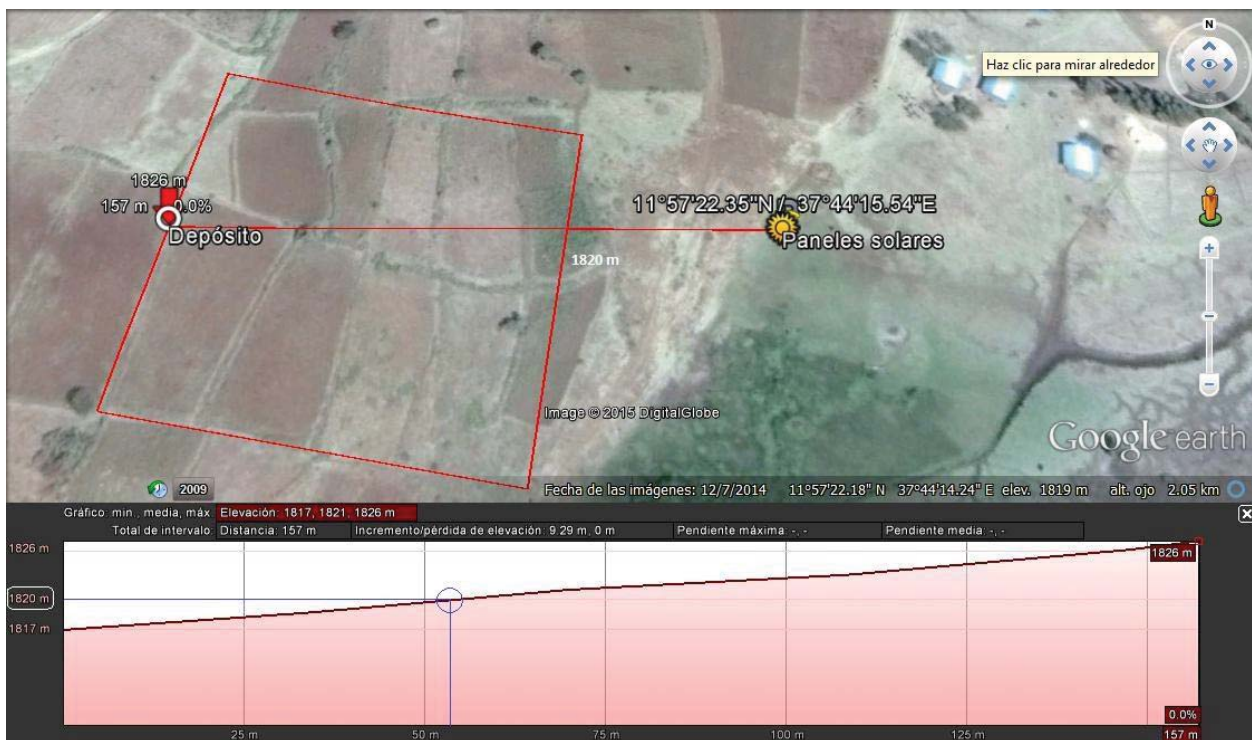 N
Haz clic para mirar alrededor
1826 m
157 m 0.0%
Depósito
11°57'22.35"N / 37°44'15.54"E
Paneles solares
1820 m
Image © 2015 DigitalGlobe
Google earth
2009
Fecha de las imágenes: 12/7/2014 11°57'22.18" N 37°44'14.24" E elev. 1819 m alt. ojo 2.05 km
Gráfico: min., media, máx. Elevación: 1817, 1821, 1826 m
Total de intervalo: Distancia: 157 m Incremento/pérdida de elevación: 9.29 m, 0 m Pendiente máxima: -, - Pendiente media: -, -
1826 m
1826 m
1820 m
1817 m
0.0%
25 m 50 m 75 m 100 m 125 m 157 m